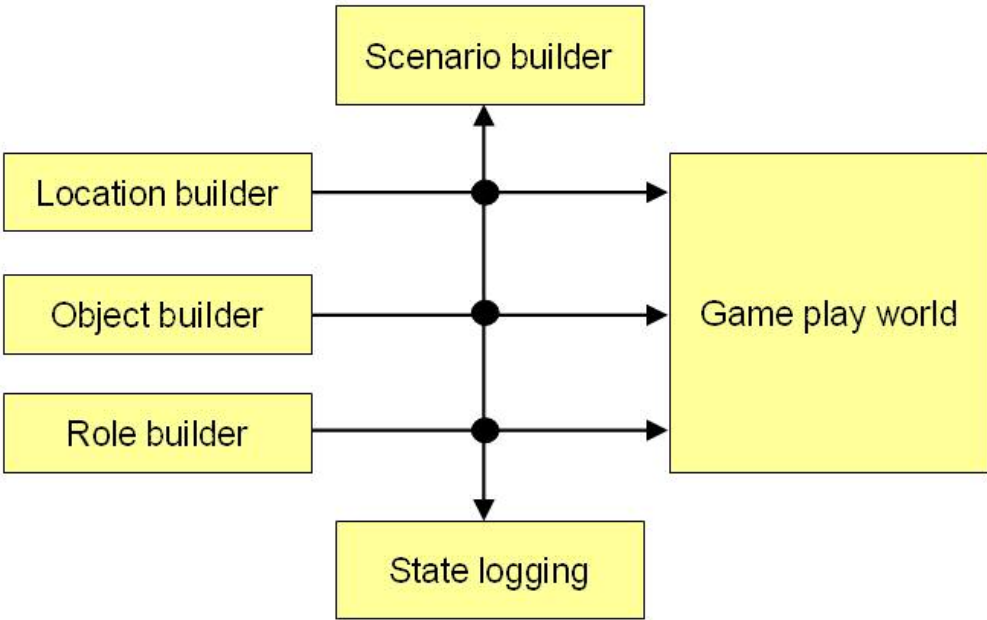 Scenario builder
Location builder
Object builder
Game play world
Role builder
State logging